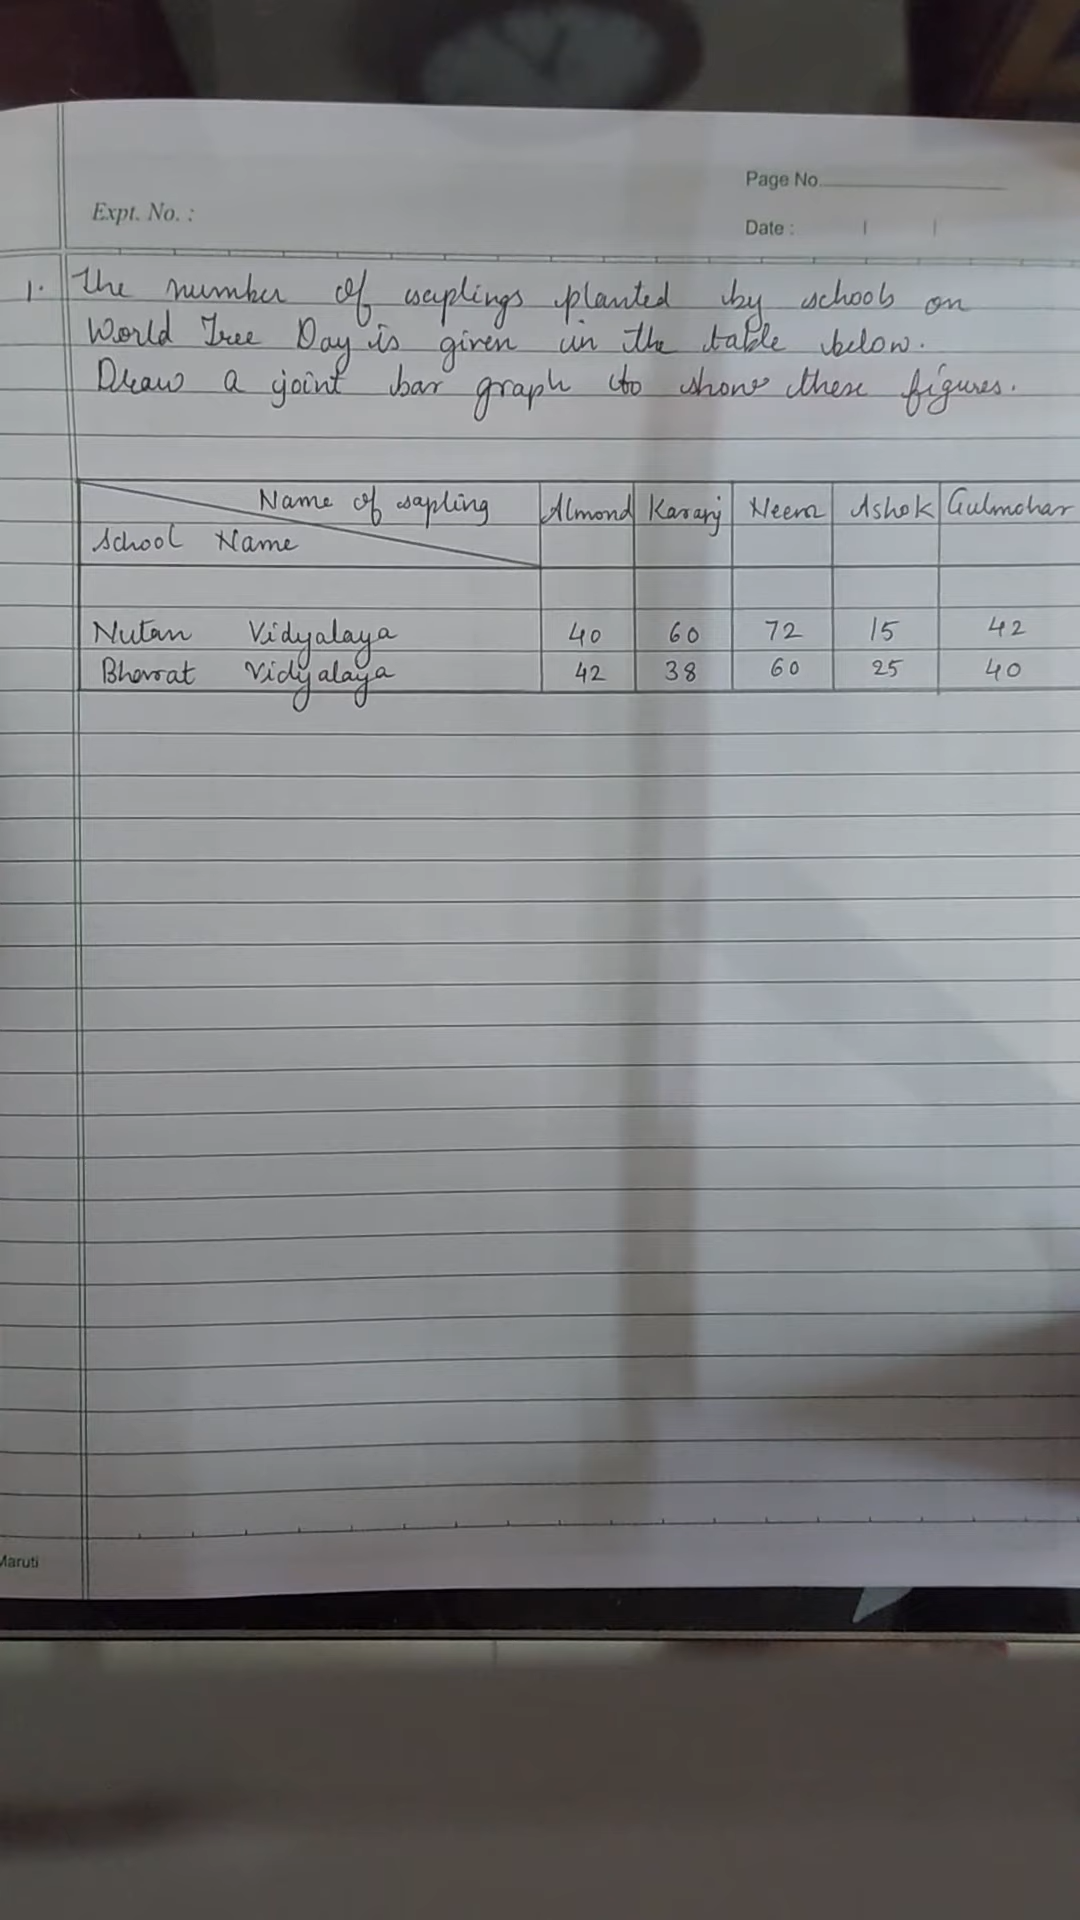 Page No.
Expt. No. :
Date :
1. The number of saplings planted by schools on
World Tree Day is given in the table below.
Draw a joint bar graph to show these figures.
Name of sapling Almond Karanj Neem Ashok Gulmohar
School Name
Nutan Vidyalaya 40 60 72 15 42
Bharat Vidyalaya 42 38 60 25 40
Maruti